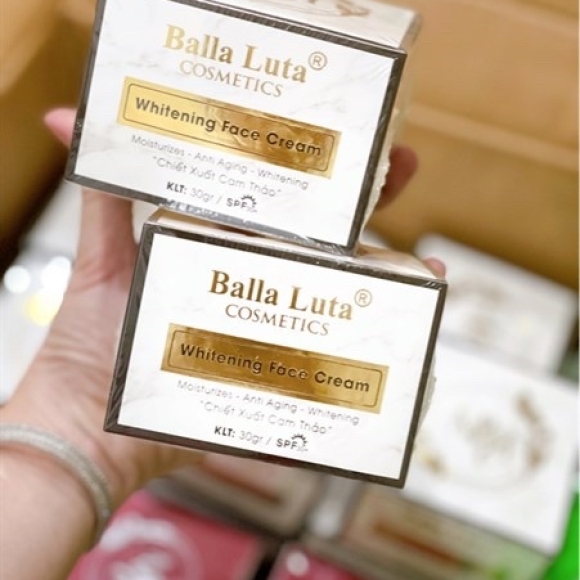 Balla Luta®
COSMETICS
Whitening Face Cream
Moisturizes - Anti Aging - Whitening
"Chiết Xuất Cam Thảo"
KLT: 30gr / SPF
Balla Luta®
COSMETICS
Whitening Face Cream
Moisturizes - Anti Aging - Whitening
"Chiết Xuất Cam Thảo"
KLT: 30gr / SPF